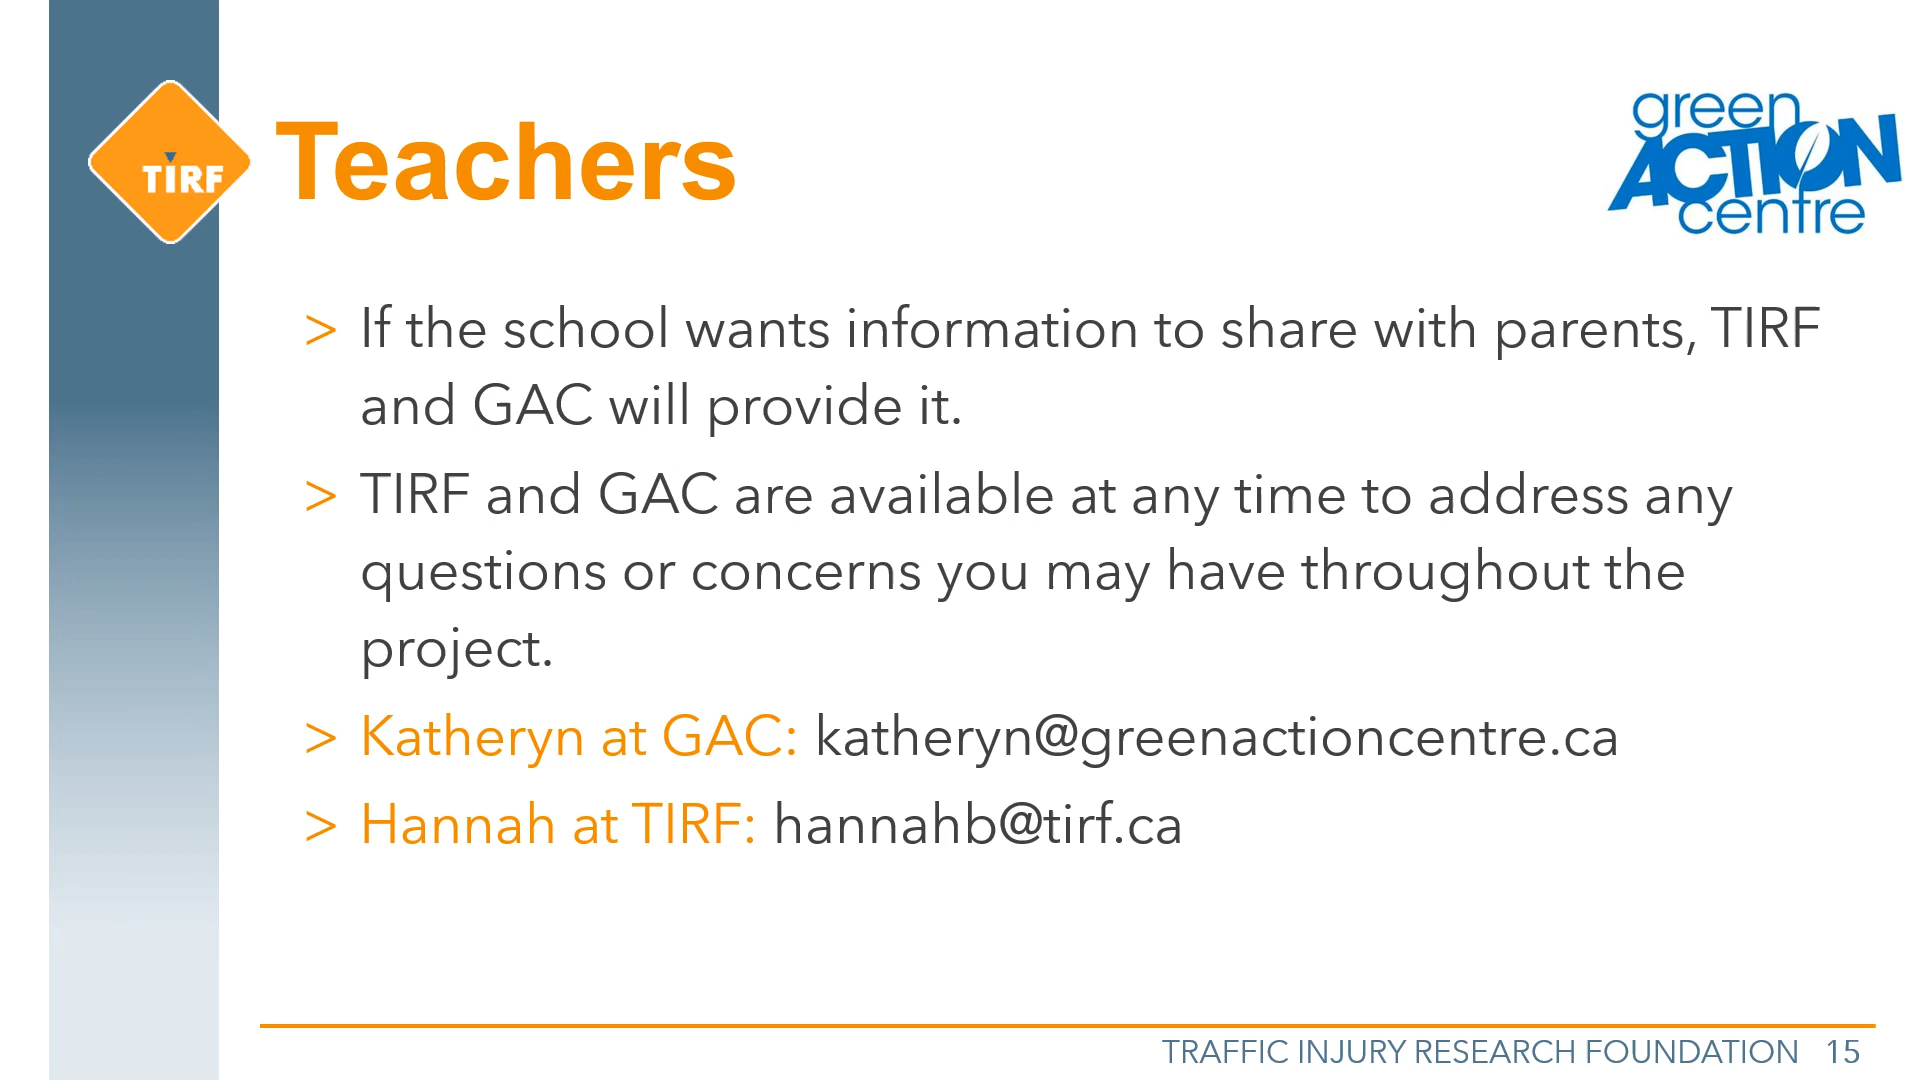 TIRF
Teachers
green
ACTION
centre
> If the school wants information to share with parents, TIRF
and GAC will provide it.
> TIRF and GAC are available at any time to address any
questions or concerns you may have throughout the
project.
> Katheryn at GAC: katheryn@greenactioncentre.ca
> Hannah at TIRF: hannahb@tirf.ca
TRAFFIC INJURY RESEARCH FOUNDATION 15